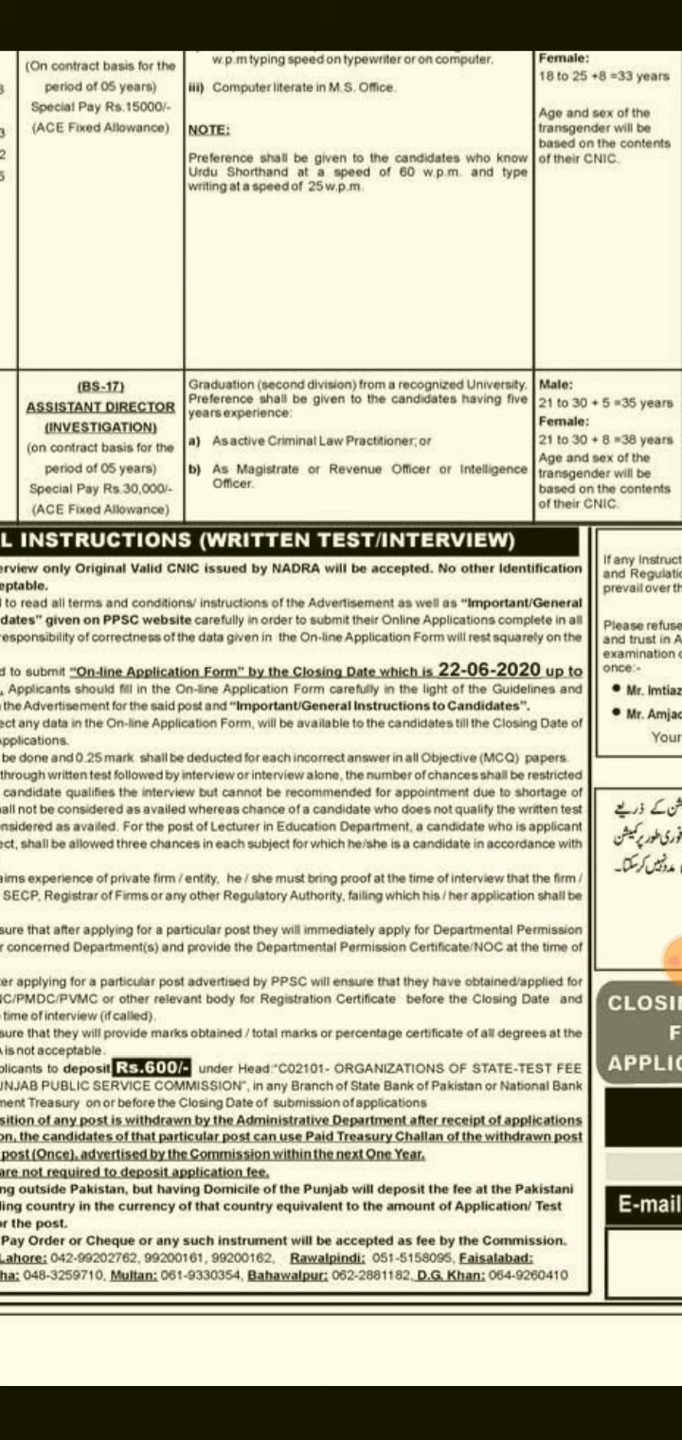 (On contract basis for the
period of 05 years)
Special Pay Rs.15000/-
(ACE Fixed Allowance)
w.p.m typing speed on typewriter or on computer.
iii) Computer literate in M.S. Office.
NOTE:
Preference shall be given to the candidates who know
Urdu Shorthand at a speed of 60 w.p.m. and type
writing at a speed of 25 w.p.m.
Female:
18 to 25 +8 =33 years
Age and sex of the
transgender will be
based on the contents
of their CNIC.
3
3
2
5
(BS-17)
ASSISTANT DIRECTOR
(INVESTIGATION)
(on contract basis for the
period of 05 years)
Special Pay Rs.30,000/-
(ACE Fixed Allowance)
Graduation (second division) from a recognized University.
Preference shall be given to the candidates having five
years experience:
a) As active Criminal Law Practitioner; or
b) As Magistrate or Revenue Officer or Intelligence
Officer.
Male:
21 to 30 + 5 =35 years
Female:
21 to 30 + 8 =38 years
Age and sex of the
transgender will be
based on the contents
of their CNIC.
L INSTRUCTIONS (WRITTEN TEST/INTERVIEW)
erview only Original Valid CNIC issued by NADRA will be accepted. No other Identification
eptable.
l to read all terms and conditions/ instructions of the Advertisement as well as "Important/General
dates" given on PPSC website carefully in order to submit their Online Applications complete in all
responsibility of correctness of the data given in the On-line Application Form will rest squarely on the
d to submit "On-line Application Form" by the Closing Date which is 22-06-2020 up to
. Applicants should fill in the On-line Application Form carefully in the light of the Guidelines and
the Advertisement for the said post and "Important/General Instructions to Candidates".
ect any data in the On-line Application Form, will be available to the candidates till the Closing Date of
pplications.
be done and 0.25 mark shall be deducted for each incorrect answer in all Objective (MCQ) papers.
through written test followed by interview or interview alone, the number of chances shall be restricted
candidate qualifies the interview but cannot be recommended for appointment due to shortage of
all not be considered as availed whereas chance of a candidate who does not qualify the written test
onsidered as availed. For the post of Lecturer in Education Department, a candidate who is applicant
ect, shall be allowed three chances in each subject for which he/she is a candidate in accordance with
aims experience of private firm / entity, he / she must bring proof at the time of interview that the firm /
SECP, Registrar of Firms or any other Regulatory Authority, failing which his / her application shall be
sure that after applying for a particular post they will immediately apply for Departmental Permission
r concerned Department(s) and provide the Departmental Permission Certificate/NOC at the time of
er applying for a particular post advertised by PPSC will ensure that they have obtained/applied for
NC/PMDC/PVMC or other relevant body for Registration Certificate before the Closing Date and
time of interview (if called).
sure that they will provide marks obtained / total marks or percentage certificate of all degrees at the
A is not acceptable.
plicants to deposit Rs.600/- under Head:"C02101- ORGANIZATIONS OF STATE-TEST FEE
UNJAB PUBLIC SERVICE COMMISSION", in any Branch of State Bank of Pakistan or National Bank
ment Treasury on or before the Closing Date of submission of applications
sition of any post is withdrawn by the Administrative Department after receipt of applications
on, the candidates of that particular post can use Paid Treasury Challan of the withdrawn post
post (Once), advertised by the Commission within the next One Year.
are not required to deposit application fee.
ng outside Pakistan, but having Domicile of the Punjab will deposit the fee at the Pakistani
ding country in the currency of that country equivalent to the amount of Application/ Test
or the post.
Pay Order or Cheque or any such instrument will be accepted as fee by the Commission.
Lahore: 042-99202762, 99200161, 99200162, Rawalpindi: 051-5158095, Faisalabad:
ha: 048-3259710, Multan: 061-9330354, Bahawalpur: 062-2881182, D.G. Khan: 064-9260410
If any Instruct
and Regulatio
prevail over th
Please refuse
and trust in A
examination o
once:-
• Mr. Imtiaz
• Mr. Amjad
Your
شن کے ذریعے
فوری طور پر کمیشن
مدد نہیں کرسکتا۔
CLOSIN
F
APPLIC
E-mail